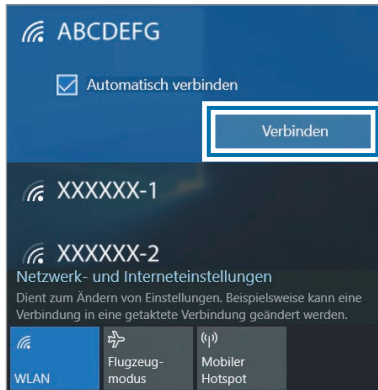 ABCDEFG
Automatisch verbinden
Verbinden
XXXXXX-1
XXXXXX-2
Netzwerk- und Interneteinstellungen
Dient zum Ändern von Einstellungen. Beispielsweise kann eine
Verbindung in eine getaktete Verbindung geändert werden.
WLAN
Flugzeug-
modus
Mobiler
Hotspot